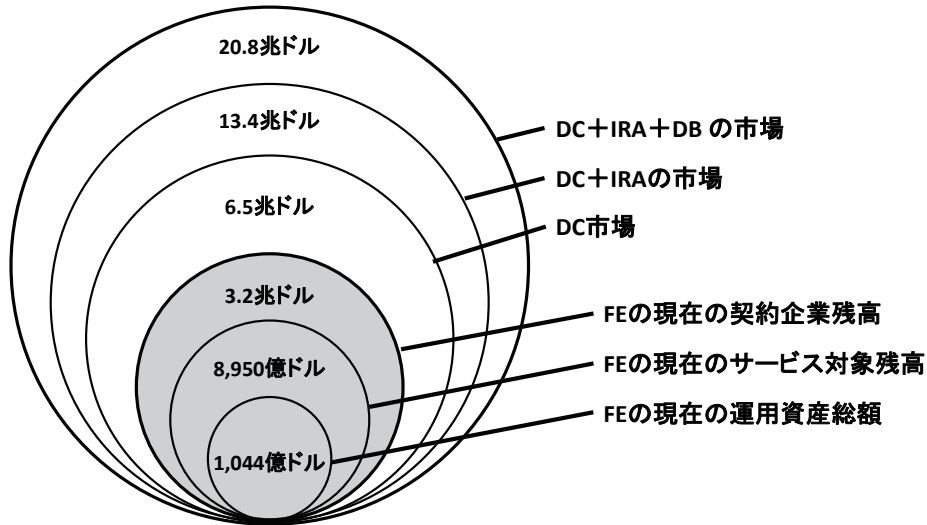 20.8兆ドル
13.4兆ドル
6.5兆ドル
3.2兆ドル
8,950億ドル
1,044億ドル
DC＋IRA＋DB の市場
DC＋IRAの市場
DC市場
FEの現在の契約企業残高
FEの現在のサービス対象残高
FEの現在の運用資産総額